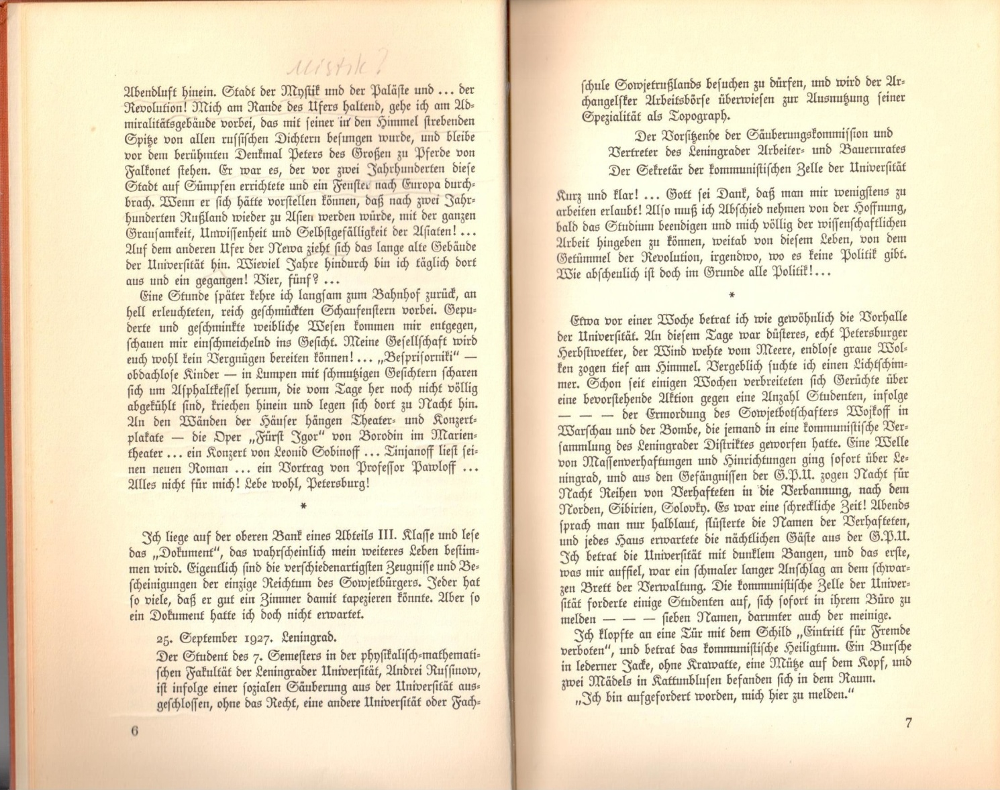 Mistik?
Abendluft hinein. Stadt der Mystik und der Paläste und ... der
Revolution! Mich am Rande des Ufers haltend, gehe ich am Ad-
miralitätsgebäude vorbei, das mit seiner in den Himmel strebenden
Spitze von allen russischen Dichtern besungen wurde, und bleibe
vor dem berühmten Denkmal Peters des Großen zu Pferde von
Falkonet stehen. Er war es, der vor zwei Jahrhunderten diese
Stadt auf Sümpfen errichtete und ein Fenster nach Europa durch-
brach. Wenn er sich hätte vorstellen können, daß nach zwei Jahr-
hunderten Rußland wieder zu Asien werden würde, mit der ganzen
Grausamkeit, Unwissenheit und Selbstgefälligkeit der Asiaten! ...
Auf dem anderen Ufer der Newa zieht sich das lange alte Gebäude
der Universität hin. Wieviel Jahre hindurch bin ich täglich dort
aus und ein gegangen! Vier, fünf? ...
Eine Stunde später kehre ich langsam zum Bahnhof zurück, an
hell erleuchteten, reich geschmückten Schaufenstern vorbei. Gepu-
derte und geschminkte weibliche Wesen kommen mir entgegen,
schauen mir einschmeichelnd ins Gesicht. Meine Gesellschaft wird
euch wohl kein Vergnügen bereiten können! ... „Besprisorniki“ —
obdachlose Kinder — in Lumpen mit schmutzigen Gesichtern scharen
sich um Asphaltkessel herum, die vom Tage her noch nicht völlig
abgekühlt sind, kriechen hinein und legen sich dort zu Nacht hin.
An den Wänden der Häuser hängen Theater- und Konzert-
plakate — die Oper „Fürst Igor“ von Borodin im Marien-
theater ... ein Konzert von Leonid Sobinoff ... Tinjanoff liest sei-
nen neuen Roman ... ein Vortrag von Professor Pawloff ...
Alles nicht für mich! Lebe wohl, Petersburg!
*
Ich liege auf der oberen Bank eines Abteils III. Klasse und lese
das „Dokument“, das wahrscheinlich mein weiteres Leben bestim-
men wird. Eigentlich sind die verschiedenartigsten Zeugnisse und Be-
scheinigungen der einzige Reichtum des Sowjetbürgers. Jeder hat
so viele, daß er gut ein Zimmer damit tapezieren könnte. Aber so
ein Dokument hatte ich doch nicht erwartet.
25. September 1927. Leningrad.
Der Student des 7. Semesters in der physikalisch-mathemati-
schen Fakultät der Leningrader Universität, Andrei Russinow,
ist infolge einer sozialen Säuberung aus der Universität aus-
geschlossen, ohne das Recht, eine andere Universität oder Fach-
6
schule Sowjetrußlands besuchen zu dürfen, und wird der Ar-
changelsker Arbeitsbörse überwiesen zur Ausnutzung seiner
Spezialität als Topograph.
Der Vorsitzende der Säuberungskommission und
Vertreter des Leningrader Arbeiter- und Bauernrates
Der Sekretär der kommunistischen Zelle der Universität
Kurz und klar! ... Gott sei Dank, daß man mir wenigstens zu
arbeiten erlaubt! Also muß ich Abschied nehmen von der Hoffnung,
bald das Studium beendigen und mich völlig der wissenschaftlichen
Arbeit hingeben zu können, weitab von diesem Leben, von dem
Getümmel der Revolution, irgendwo, wo es keine Politik gibt.
Wie abscheulich ist doch im Grunde alle Politik!...
*
Etwa vor einer Woche betrat ich wie gewöhnlich die Vorhalle
der Universität. An diesem Tage war düsteres, echt Petersburger
Herbstwetter, der Wind wehte vom Meere, endlose graue Wol-
ken zogen tief am Himmel. Vergeblich suchte ich einen Lichtschim-
mer. Schon seit einigen Wochen verbreiteten sich Gerüchte über
eine bevorstehende Aktion gegen eine Anzahl Studenten, infolge
— — — der Ermordung des Sowjetbotschafters Wojkoff in
Warschau und der Bombe, die jemand in eine kommunistische Ver-
sammlung des Leningrader Distriktes geworfen hatte. Eine Welle
von Massenverhaftungen und Hinrichtungen ging sofort über Le-
ningrad, und aus den Gefängnissen der G.P.U. zogen Nacht für
Nacht Reihen von Verhafteten in die Verbannung, nach dem
Norden, Sibirien, Solovky. Es war eine schreckliche Zeit! Abends
sprach man nur halblaut, flüsterte die Namen der Verhafteten,
und jedes Haus erwartete die nächtlichen Gäste aus der G.P.U.
Ich betrat die Universität mit dunklem Bangen, und das erste,
was mir auffiel, war ein schmaler langer Anschlag an dem schwar-
zen Brett der Verwaltung. Die kommunistische Zelle der Univer-
sität forderte einige Studenten auf, sich sofort in ihrem Büro zu
melden — — — sieben Namen, darunter auch der meinige.
Ich klopfte an eine Tür mit dem Schild „Eintritt für Fremde
verboten“, und betrat das kommunistische Heiligtum. Ein Bursche
in lederner Jacke, ohne Krawatte, eine Mütze auf dem Kopf, und
zwei Mädels in Kattunblusen befanden sich in dem Raum.
„Ich bin aufgefordert worden, mich hier zu melden.“
7